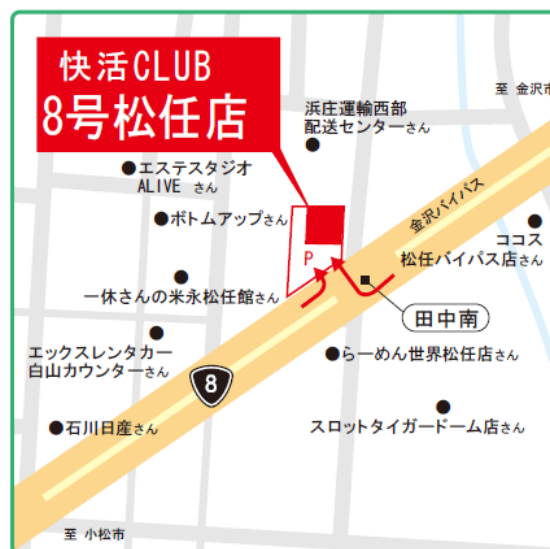 快活CLUB
8号松任店
至 金沢市
浜庄運輸西部
配送センターさん
エステスタジオ
ALIVE さん
ボトムアップさん
金沢バイパス
ココス
松任バイパス店さん
P
一休さんの米永松任館さん
田中南
エックスレンタカー
白山カウンターさん
らーめん世界松任店さん
8
石川日産さん
スロットタイガードーム店さん
至 小松市